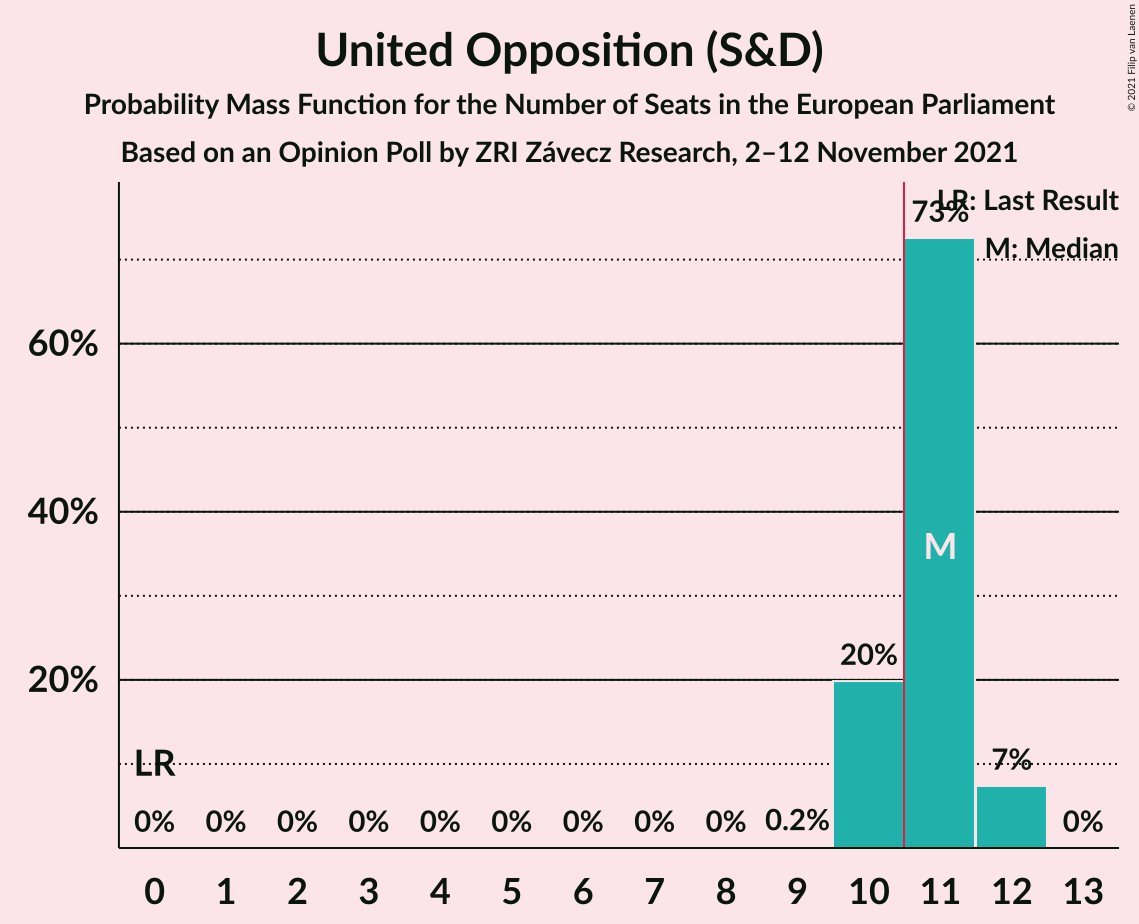 United Opposition (S&D)
Probability Mass Function for the Number of Seats in the European Parliament
Based on an Opinion Poll by ZRI Závecz Research, 2–12 November 2021
© 2021 Filip van Laenen
LR: Last Result
M: Median
73%
60%
40%
M
20%
20%
LR
7%
0% 0% 0% 0% 0% 0% 0% 0% 0% 0.2% 0%
0 1 2 3 4 5 6 7 8 9 10 11 12 13